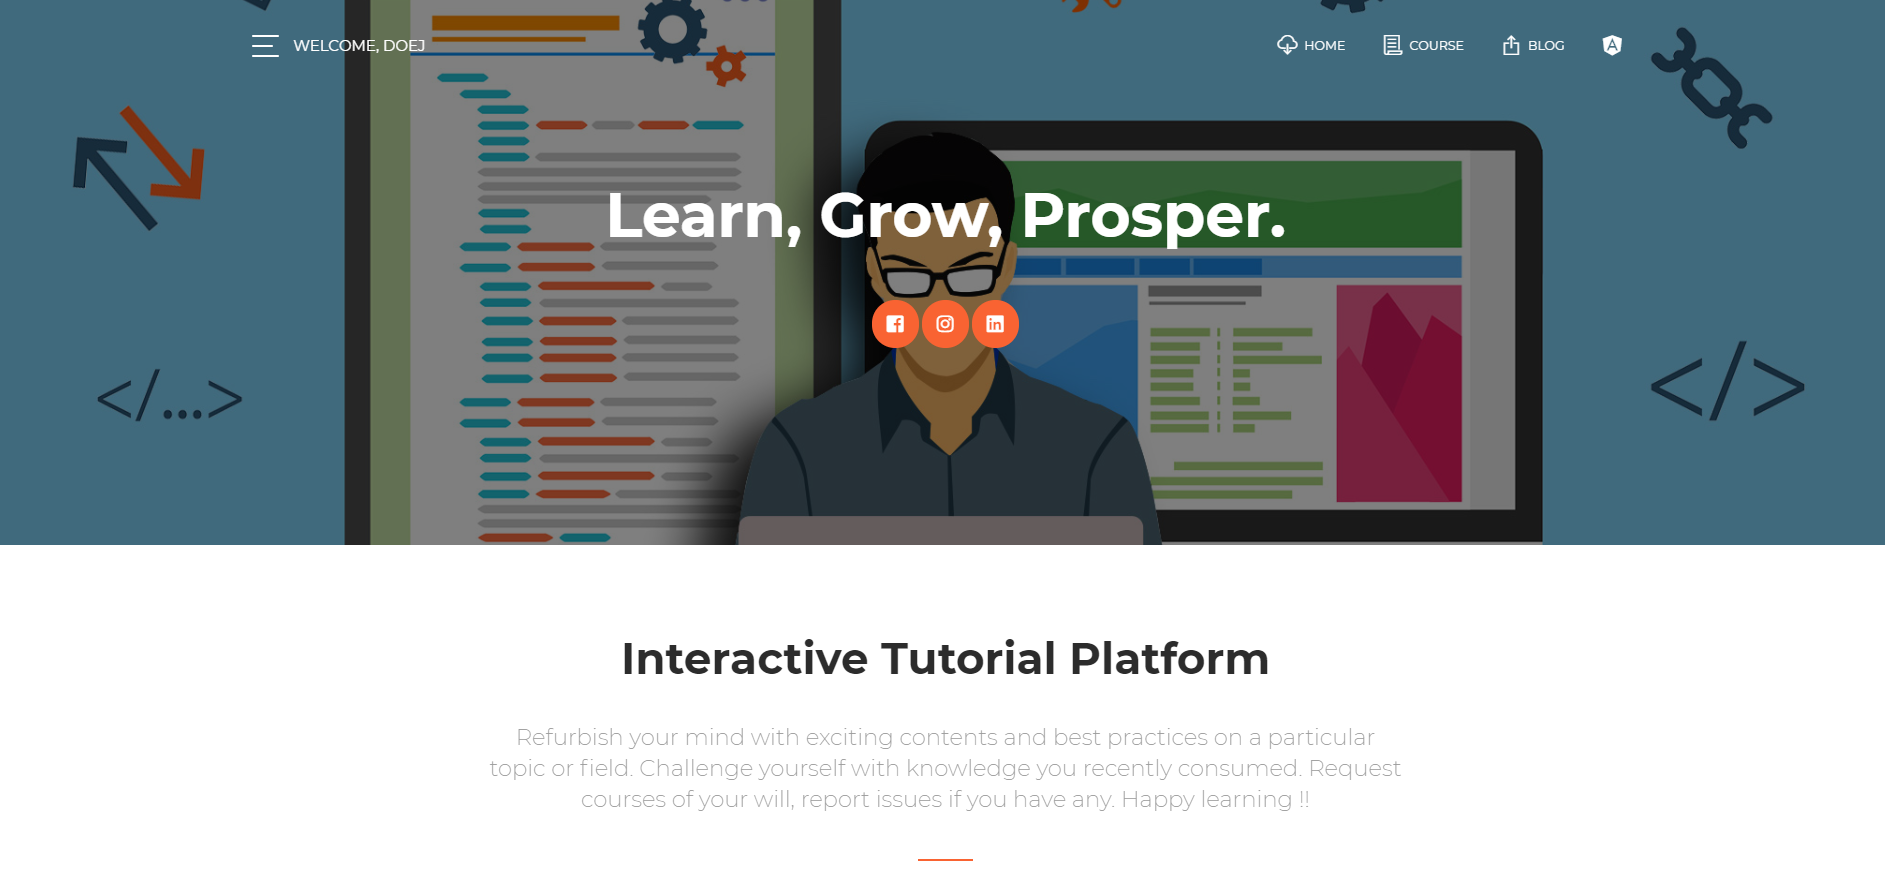 WELCOME, DOEJ
HOME
COURSE
BLOG
Learn, Grow, Prosper.
</...>
</>
Interactive Tutorial Platform
Refurbish your mind with exciting contents and best practices on a particular
topic or field. Challenge yourself with knowledge you recently consumed. Request
courses of your will, report issues if you have any. Happy learning !!